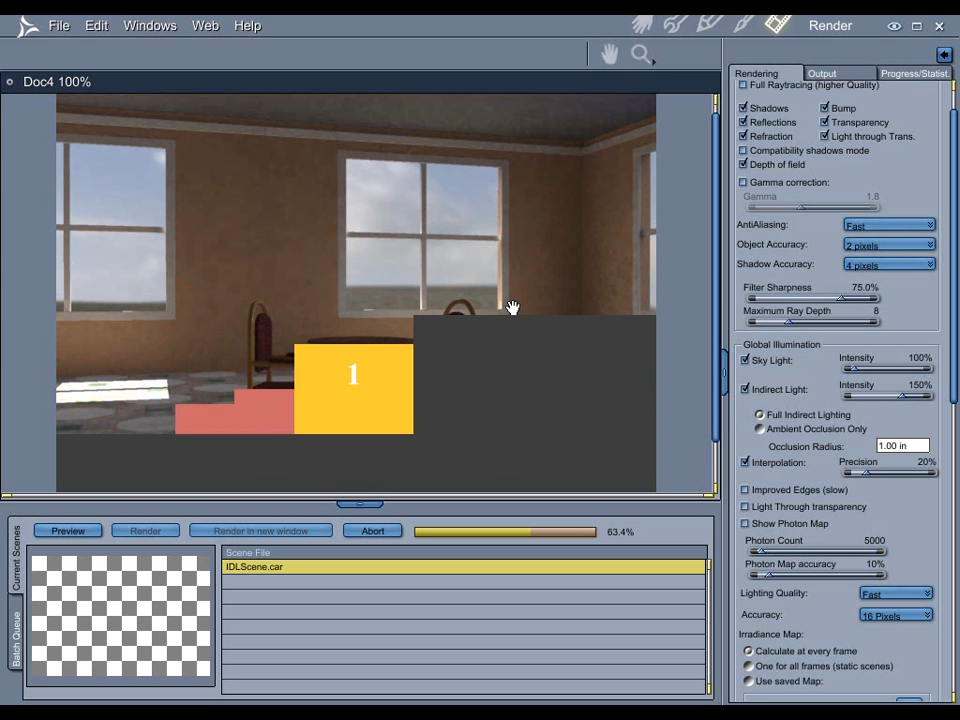 File Edit Windows Web Help Render
Doc4 100%
Rendering Output Progress/Statist.
Full Raytracing (higher Quality)
Shadows Bump
Reflections Transparency
Refraction Light through Trans.
Compatibility shadows mode
Depth of field
Gamma correction:
Gamma 1.8
AntiAliasing: Fast
Object Accuracy: 2 pixels
Shadow Accuracy: 4 pixels
Filter Sharpness 75.0%
Maximum Ray Depth 8
1
Global Illumination
Sky Light: Intensity 100%
Indirect Light: Intensity 150%
Full Indirect Lighting
Ambient Occlusion Only
Occlusion Radius: 1.00 in
Interpolation: Precision 20%
Improved Edges (slow)
Light Through transparency
Show Photon Map
Photon Count 5000
Photon Map accuracy 10%
Lighting Quality: Fast
Accuracy: 16 Pixels
Irradiance Map:
Calculate at every frame
One for all frames (static scenes)
Use saved Map:
Current Scenes
Batch Queue
Preview Render Render in new window Abort 63.4%
Scene File
IDLScene.car